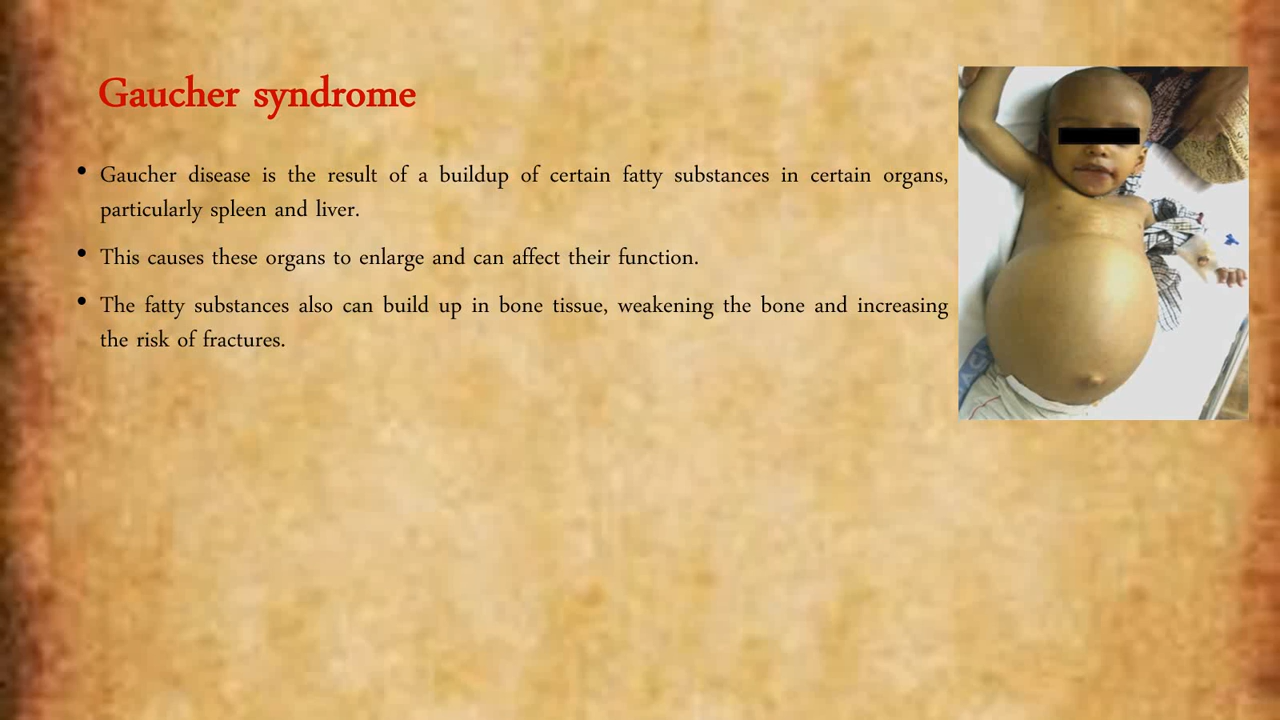 Gaucher syndrome
• Gaucher disease is the result of a buildup of certain fatty substances in certain organs,
particularly spleen and liver.
• This causes these organs to enlarge and can affect their function.
• The fatty substances also can build up in bone tissue, weakening the bone and increasing
the risk of fractures.